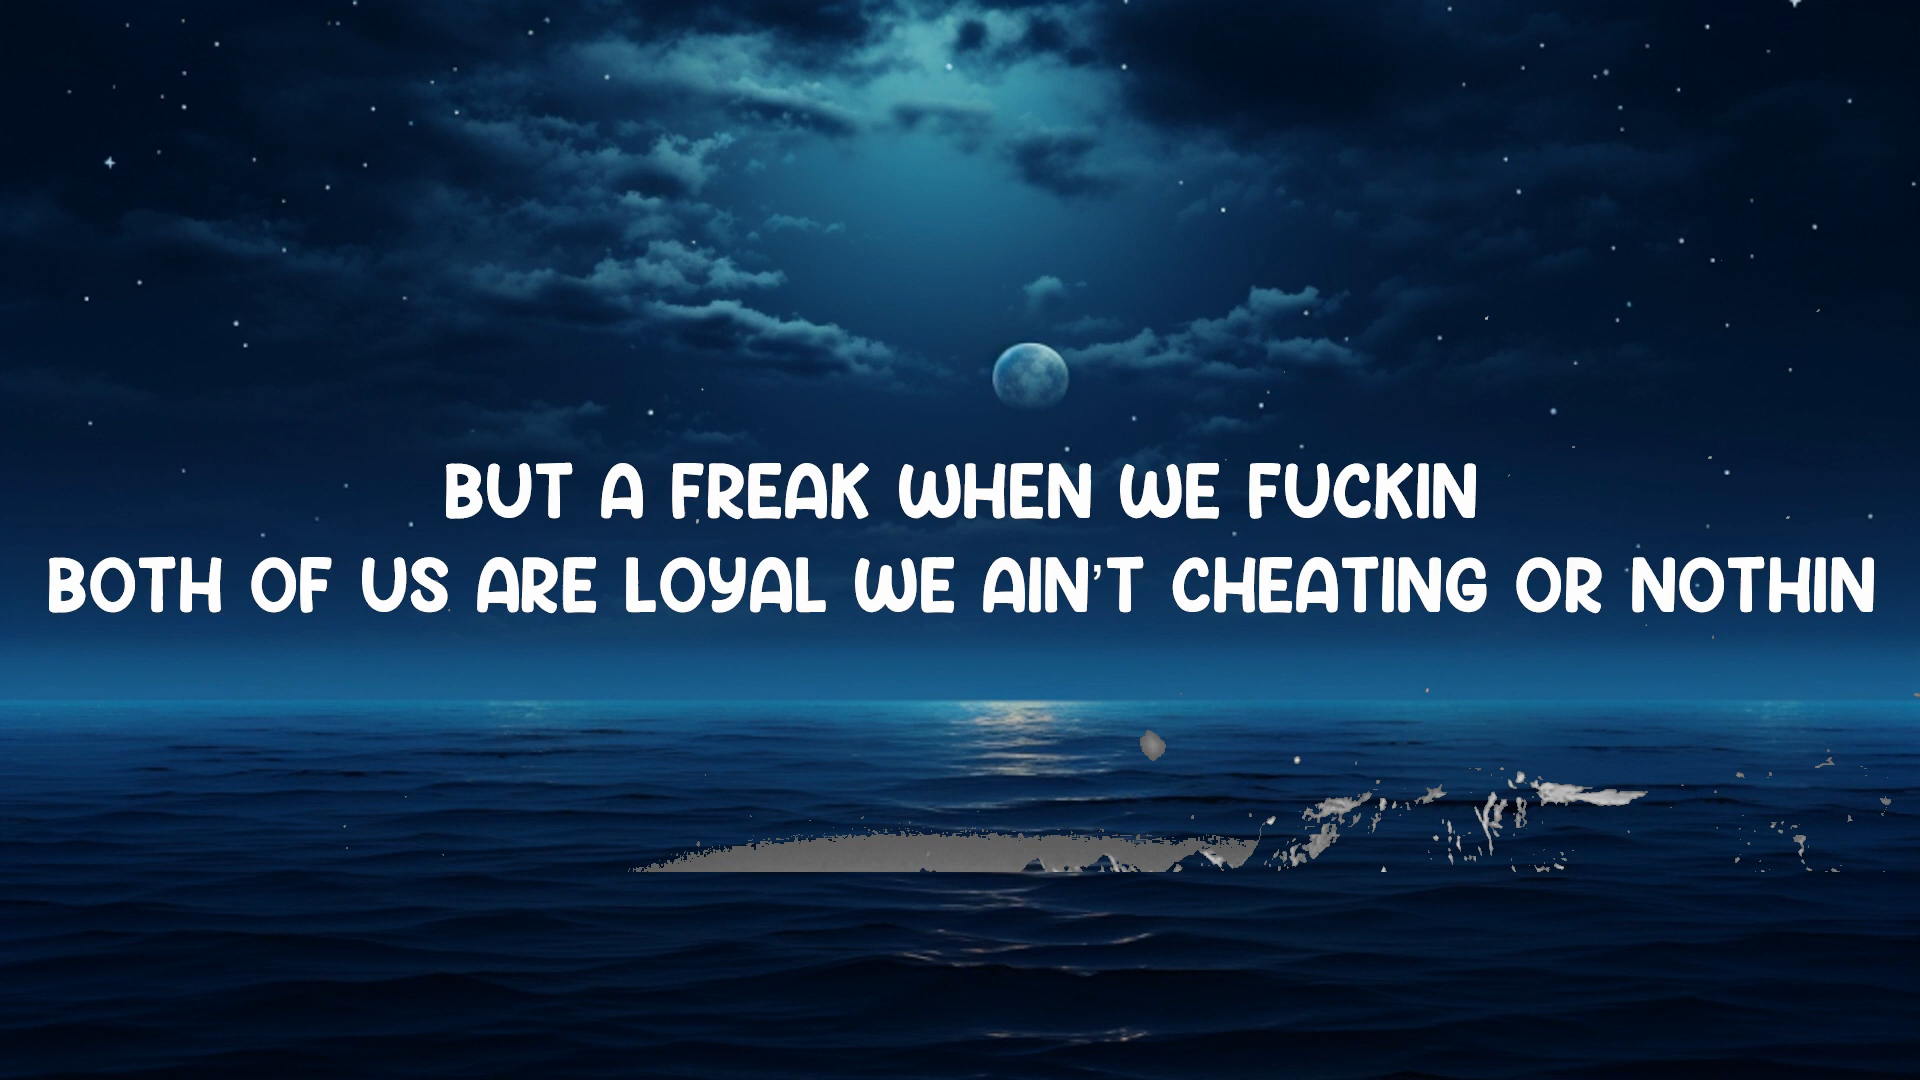 BUT A FREAK WHEN WE FUCKIN
BOTH OF US ARE LOYAL WE AIN'T CHEATING OR NOTHIN